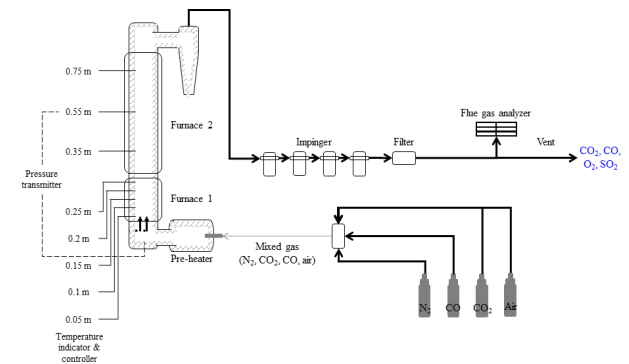 0.75 m
0.55 m
0.35 m
Pressure
transmitter
0.25 m
0.2 m
0.15 m
0.1 m
0.05 m
Temperature
indicator &
controller
Furnace 2
Furnace 1
Pre-heater
Impinger
Filter
Flue gas analyzer
Vent
CO₂, CO,
O₂, SO₂
Mixed gas
(N₂, CO₂, CO, air)
N₂
CO
CO₂
Air